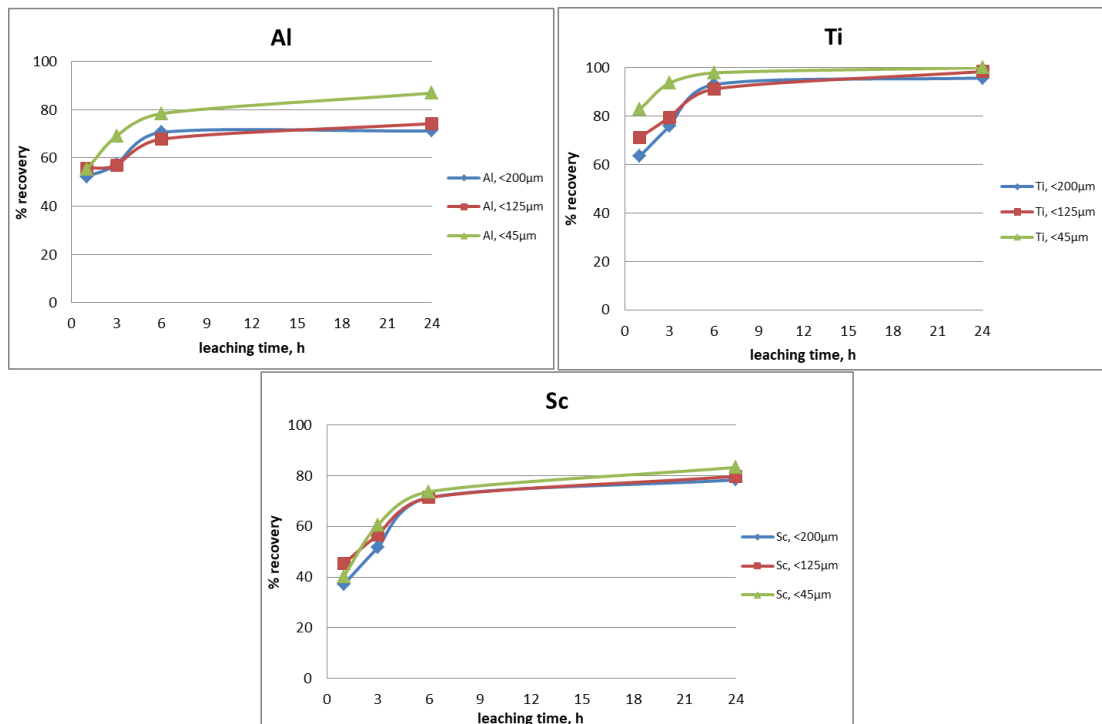 Al
% recovery
100
80
60
40
20
0
0 3 6 9 12 15 18 21 24
leaching time, h
Al, <200µm
Al, <125µm
Al, <45µm
Ti
% recovery
100
80
60
40
20
0
0 3 6 9 12 15 18 21 24
leaching time, h
Ti, <200µm
Ti, <125µm
Ti, <45µm
Sc
% recovery
100
80
60
40
20
0
0 3 6 9 12 15 18 21 24
leaching time, h
Sc, <200µm
Sc, <125µm
Sc, <45µm